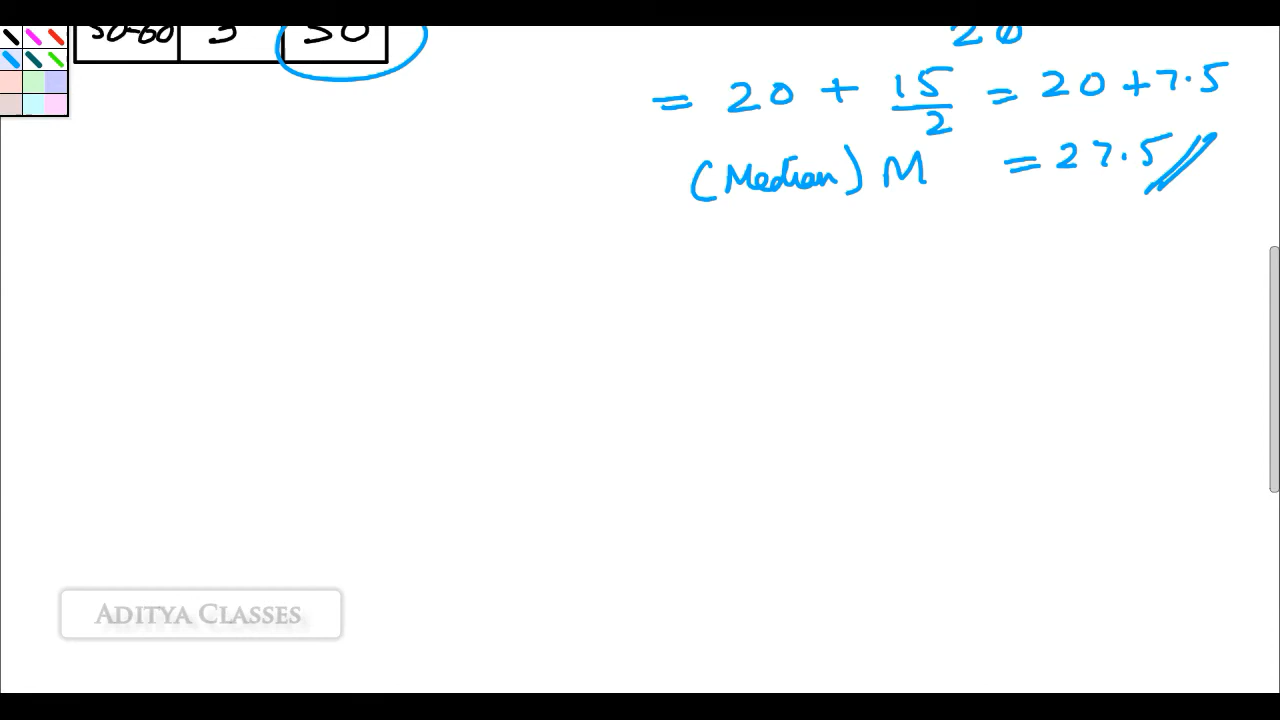 50-60 3 50
20
= 20 + 15/2 = 20 + 7.5
(Median) M = 27.5 //
ADITYA CLASSES